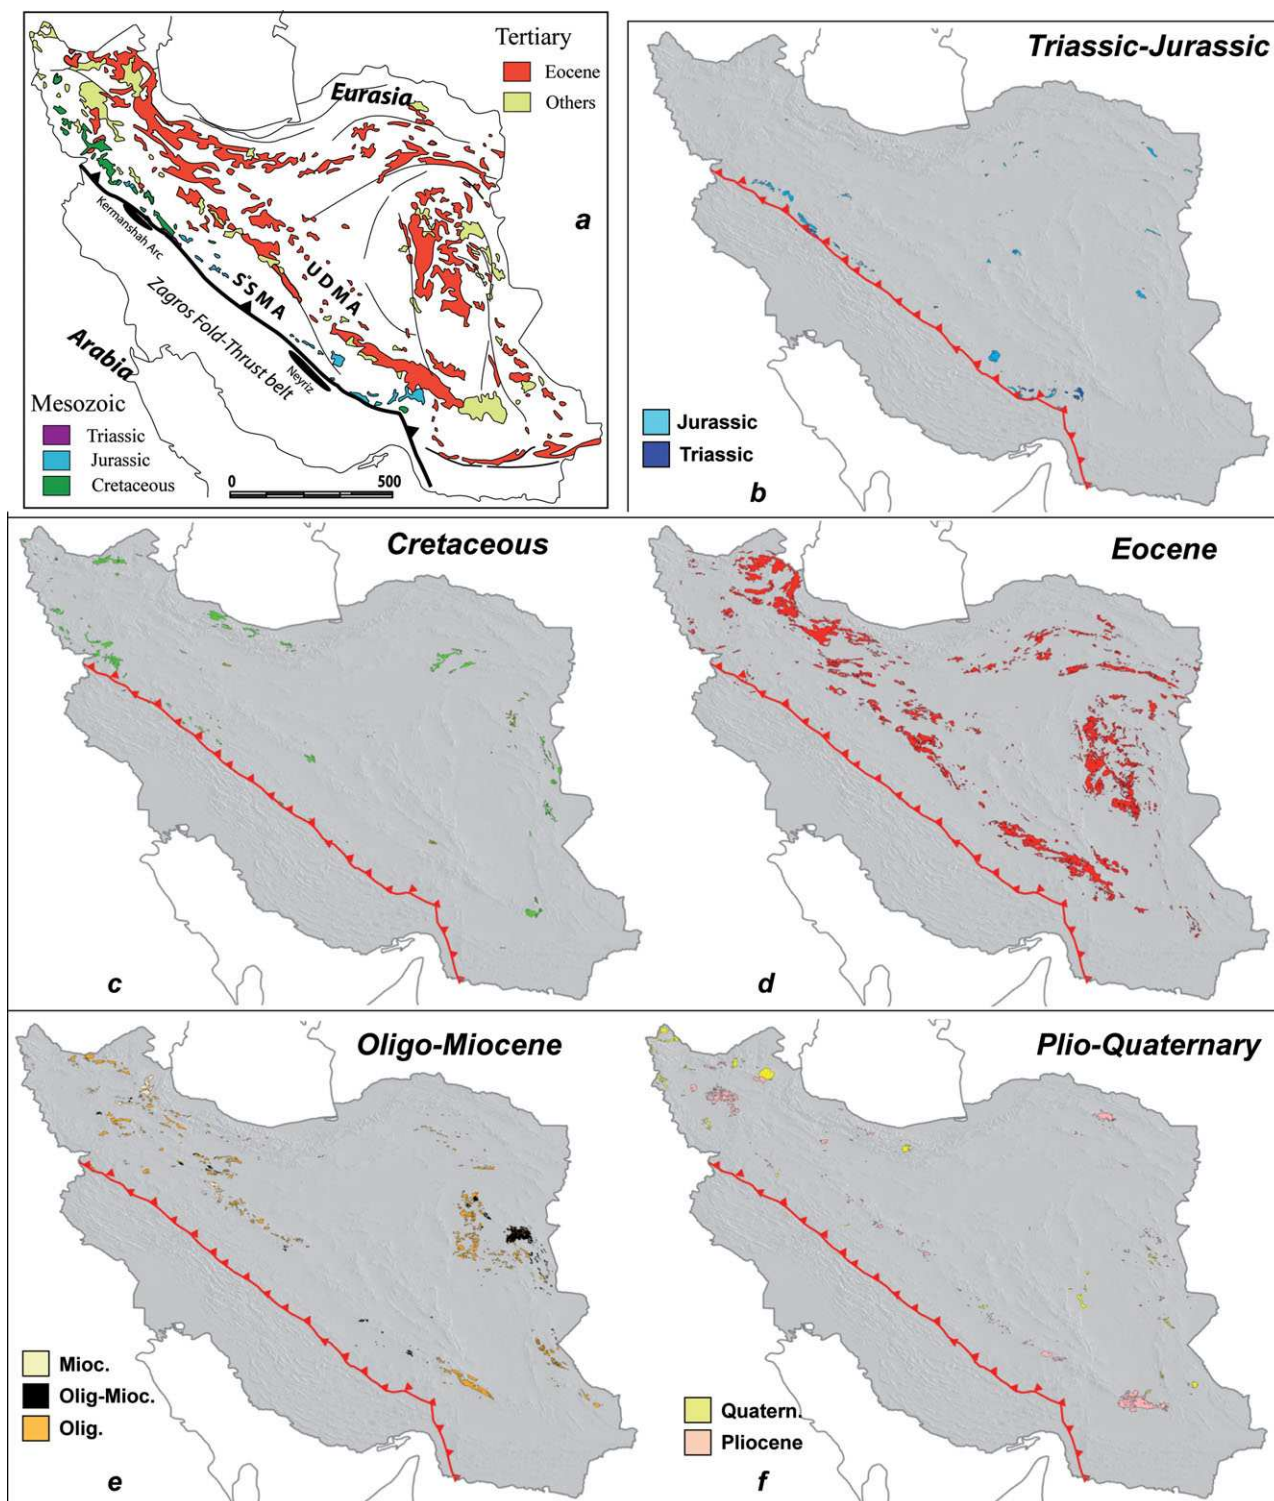 Tertiary
Eocene
Others
Eurasia
a
Kermanshah Arc
SSMA
UDMA
Zagros Fold-Thrust belt
Arabia
Neyriz
Mesozoic
Triassic
Jurassic
Cretaceous
0 500
Triassic-Jurassic
Jurassic
Triassic
b
Cretaceous
c
Eocene
d
Oligo-Miocene
Mioc.
Olig-Mioc.
Olig.
e
Plio-Quaternary
Quatern.
Pliocene
f